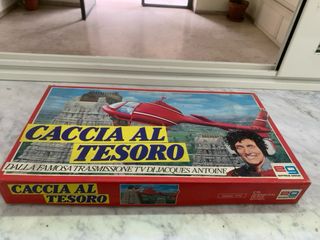 CACCIA AL
TESORO
DALLA FAMOSA TRASMISSIONE TV DI JACQUES ANTOINE
CACCIA AL
TESORO